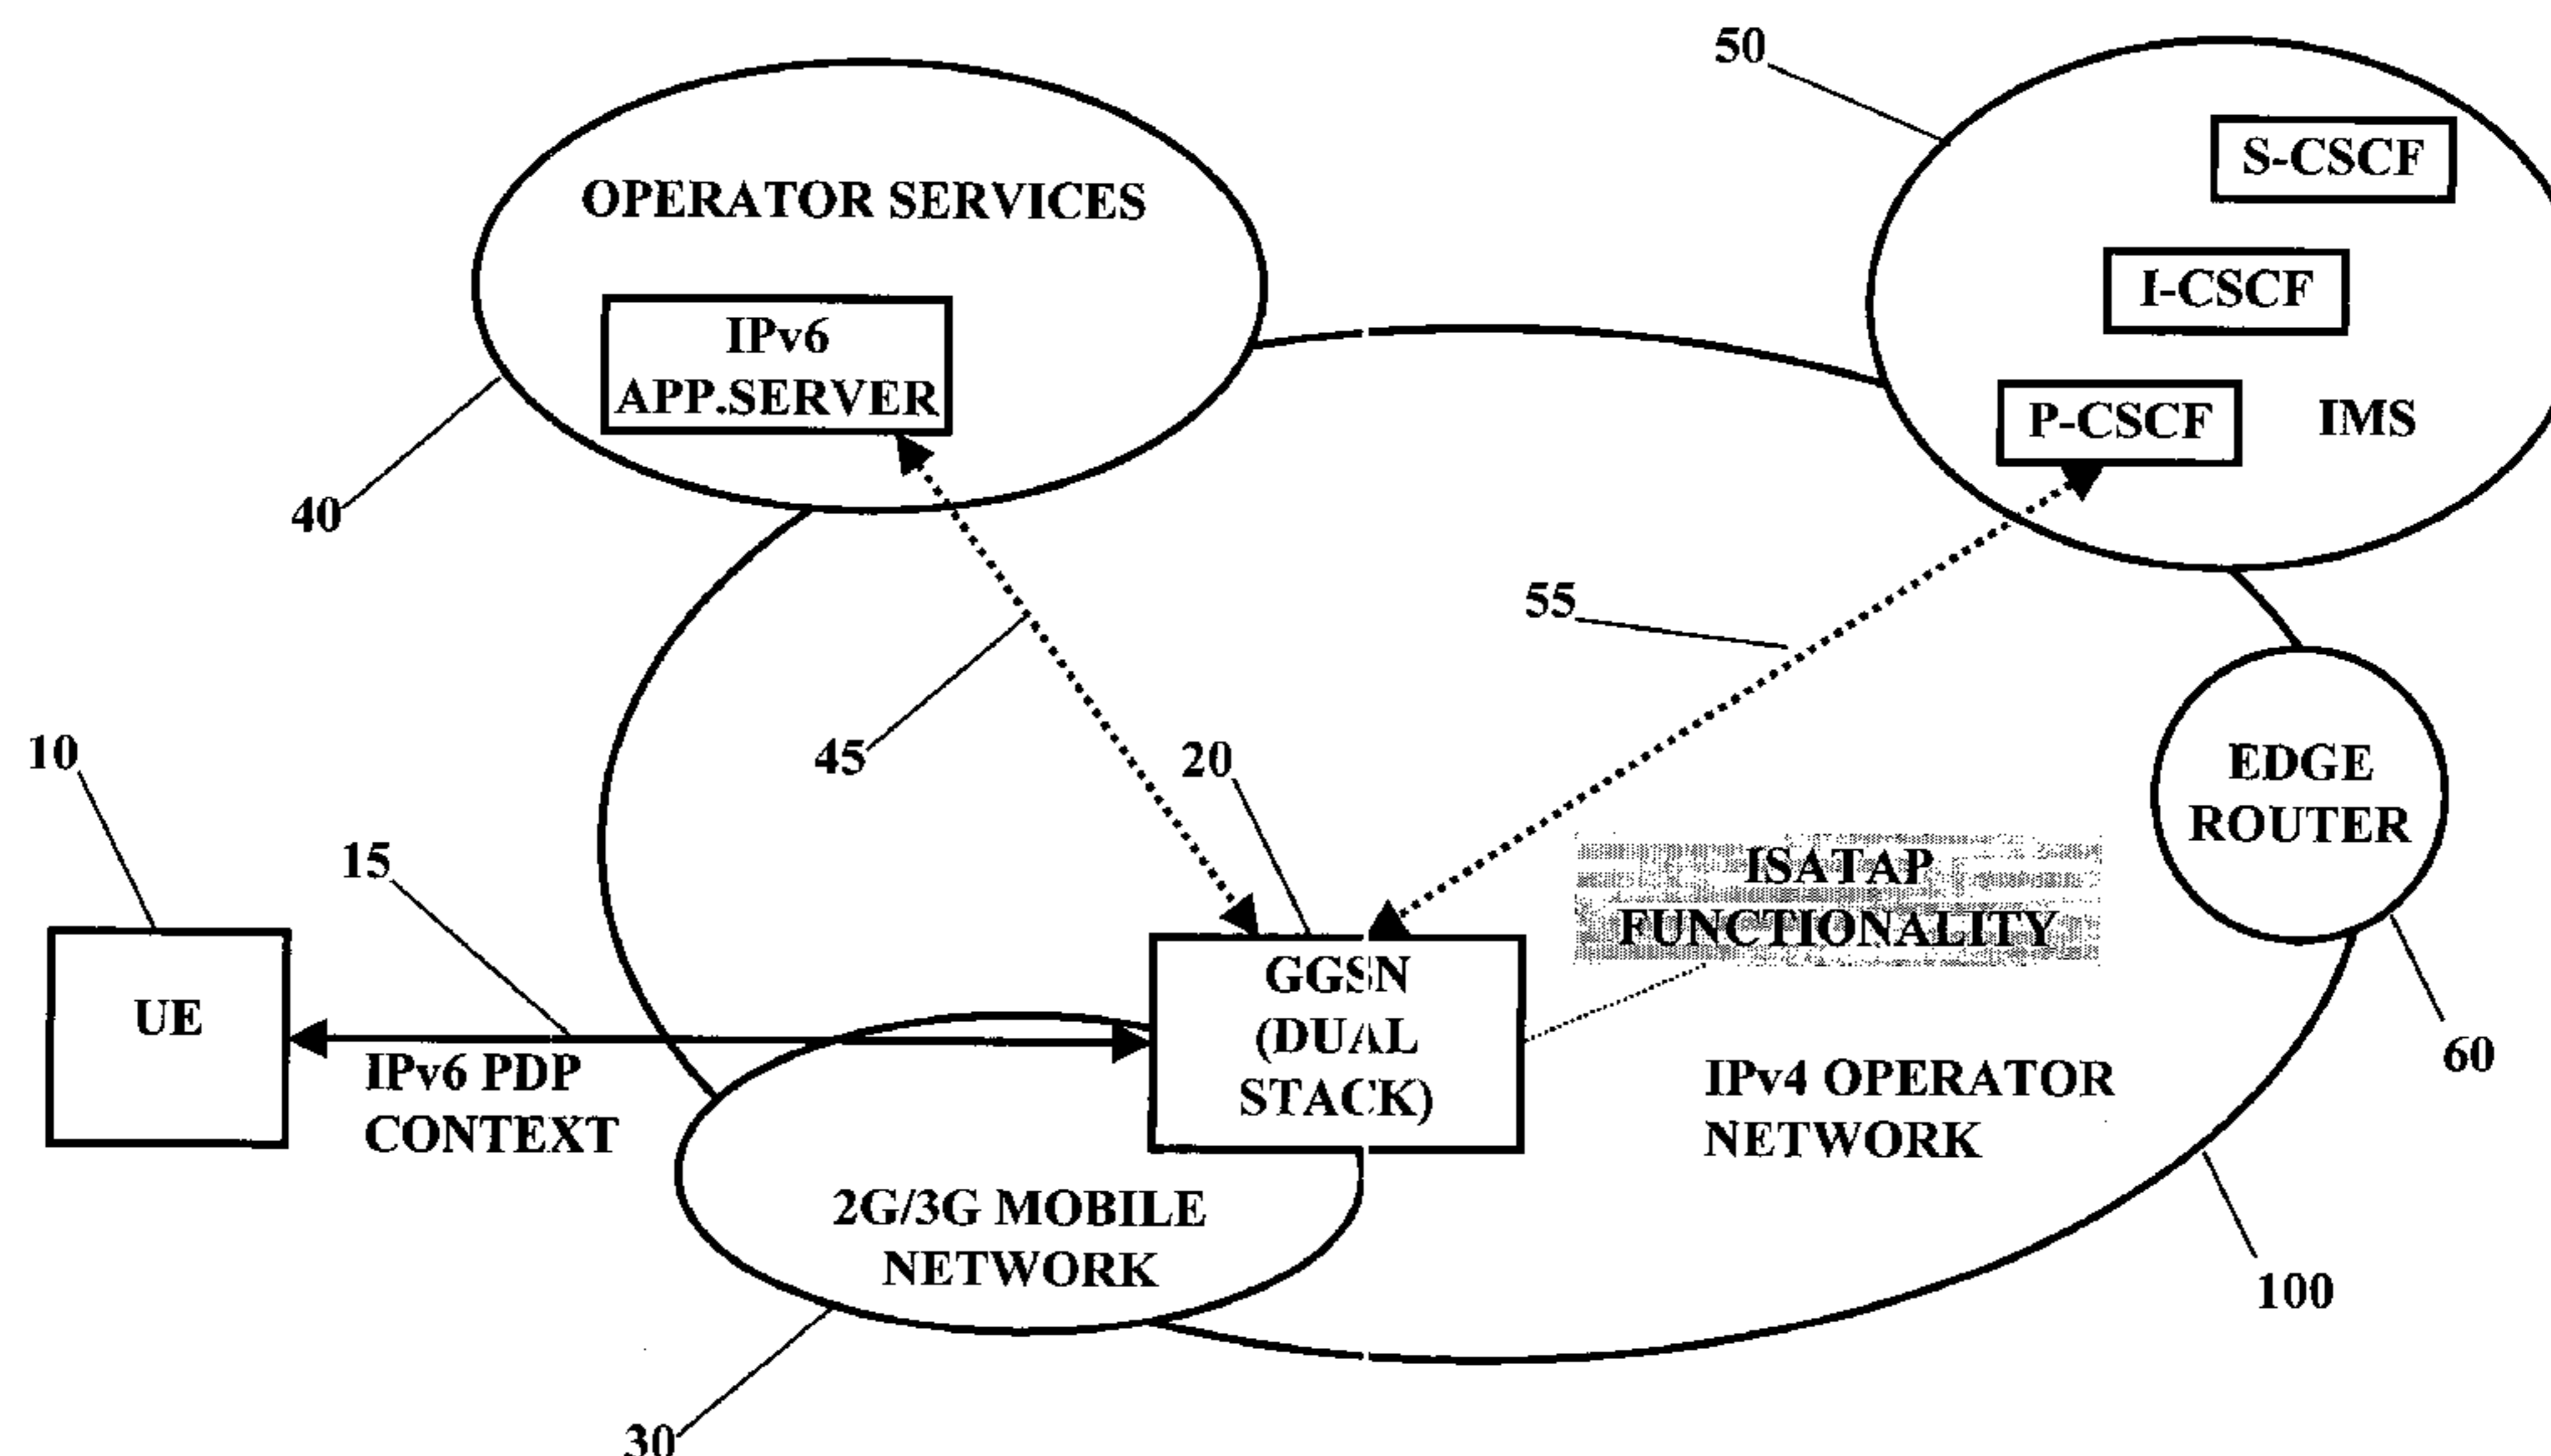 50
S-CSCF
OPERATOR SERVICES
I-CSCF
IPv6
APP.SERVER
P-CSCF
IMS
40
55
45
20
10
15
EDGE
ROUTER
ISATAP
FUNCTIONALITY
UE
GGSN
(DUAL
STACK)
IPv6 PDP
CONTEXT
60
IPv4 OPERATOR
NETWORK
2G/3G MOBILE
NETWORK
100
30